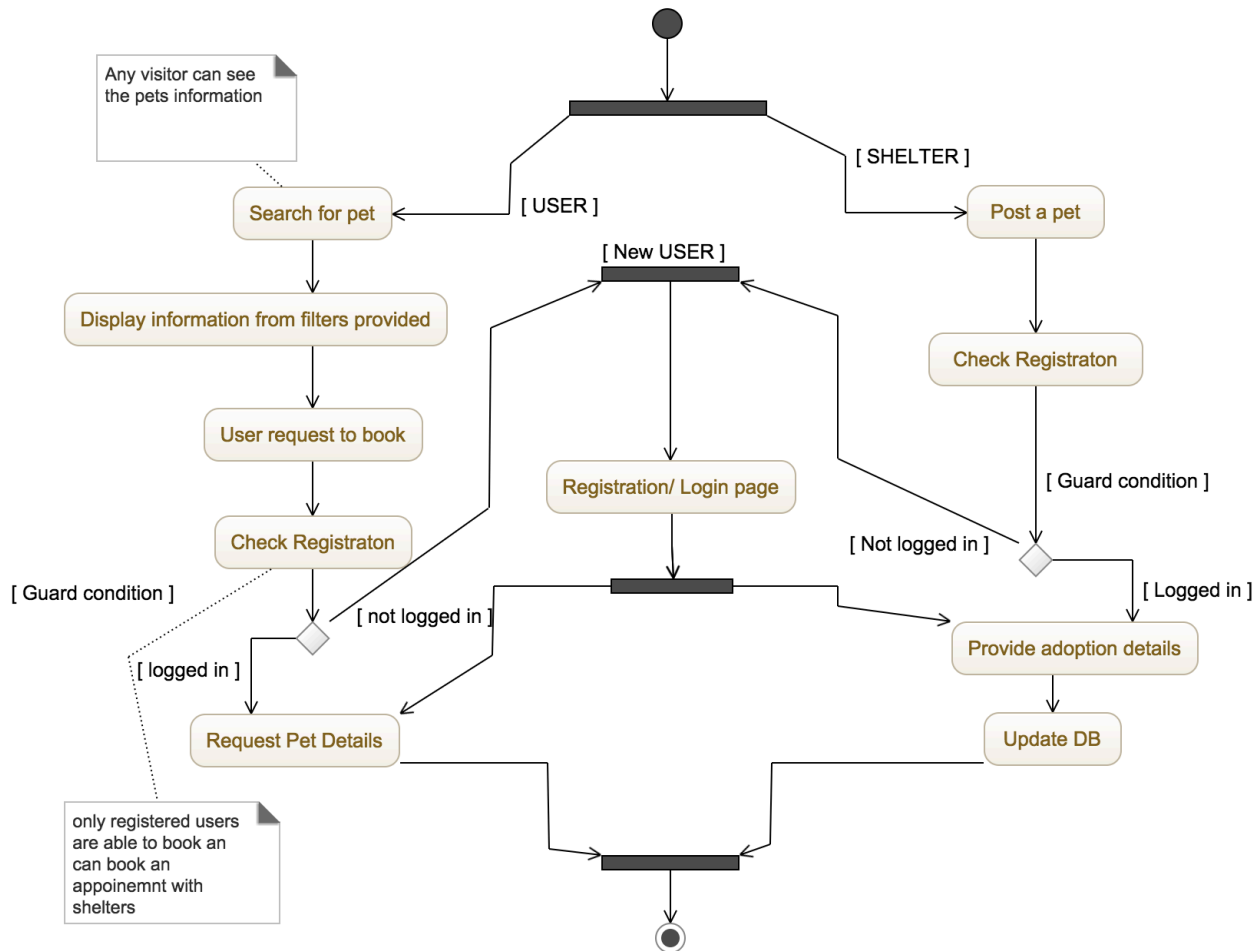 Any visitor can see
the pets information
[ SHELTER ]
Search for pet
[ USER ]
Post a pet
[ New USER ]
Display information from filters provided
Check Registraton
User request to book
Registration/ Login page
[ Guard condition ]
Check Registraton
[ Not logged in ]
[ Guard condition ]
[ not logged in ]
[ Logged in ]
Provide adoption details
[ logged in ]
Request Pet Details
Update DB
only registered users
are able to book an
can book an
appoinemnt with
shelters